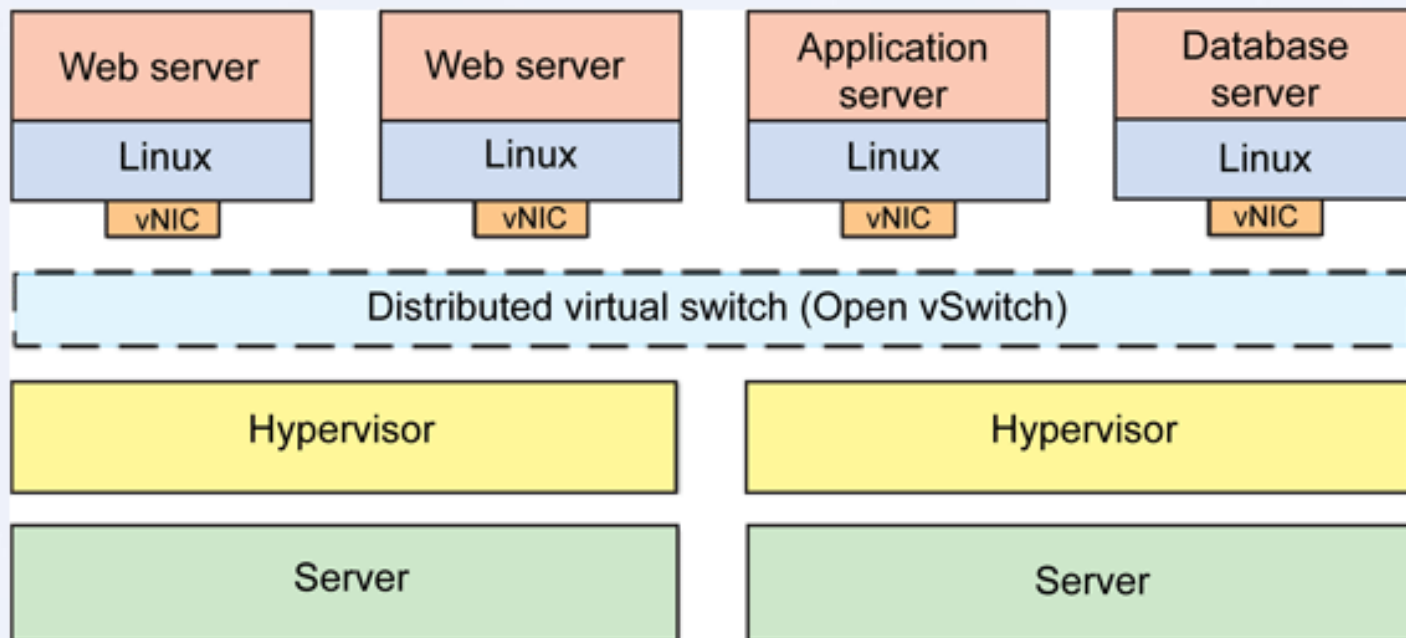 Web server
Web server
Application
server
Database
server
Linux
Linux
Linux
Linux
vNIC
vNIC
vNIC
vNIC
Distributed virtual switch (Open vSwitch)
Hypervisor
Hypervisor
Server
Server